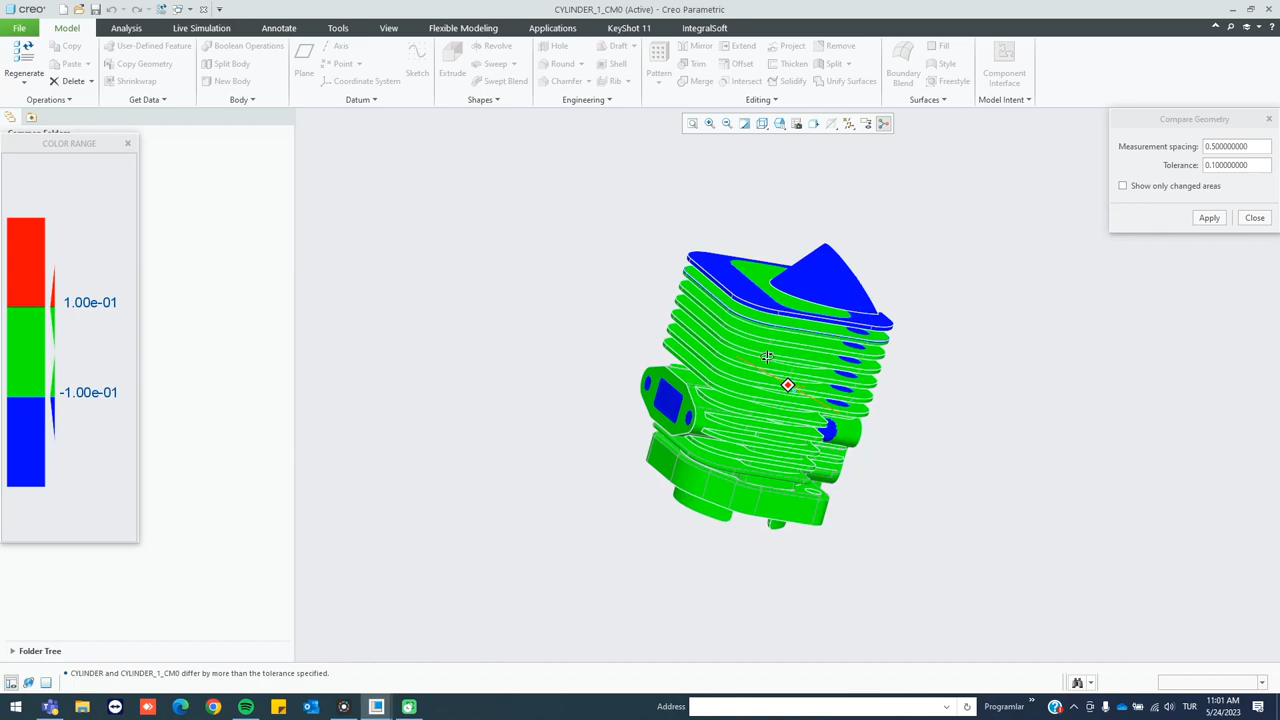 creo
CYLINDER_1_CM0 (Active) - Creo Parametric
File Model Analysis Live Simulation Annotate Tools View Flexible Modeling Applications KeyShot 11 IntegralSoft
Regenerate
Copy
Paste
Delete
User-Defined Feature
Copy Geometry
Shrinkwrap
Boolean Operations
Split Body
New Body
Plane
Axis
Point
Coordinate System
Sketch
Extrude
Revolve
Sweep
Swept Blend
Hole
Round
Chamfer
Draft
Shell
Rib
Pattern
Mirror
Trim
Merge
Extend
Offset
Intersect
Project
Thicken
Solidify
Remove
Split
Unify Surfaces
Boundary Blend
Fill
Style
Freestyle
Component Interface
Operations Get Data Body Datum Shapes Engineering Editing Surfaces Model Intent
COLOR RANGE
1.00e-01
-1.00e-01
Compare Geometry
Measurement spacing: 0.500000000
Tolerance: 0.100000000
Show only changed areas
Apply Close
Folder Tree
CYLINDER and CYLINDER_1_CM0 differ by more than the tolerance specified.
Address
Programlar
TUR
11:01 AM
5/24/2023